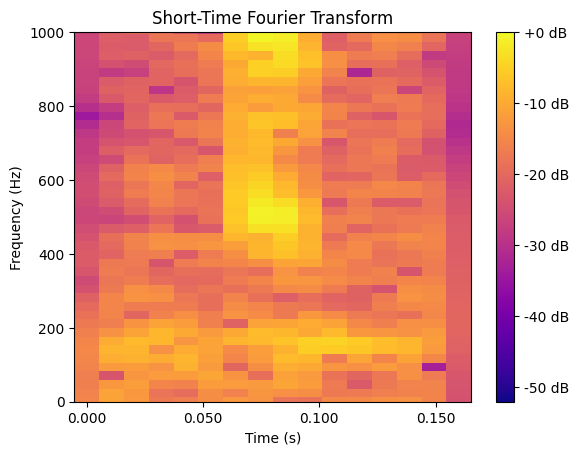 Short-Time Fourier Transform
1000
800
600
400
200
0
Frequency (Hz)
0.000
0.050
0.100
0.150
Time (s)
+0 dB
-10 dB
-20 dB
-30 dB
-40 dB
-50 dB